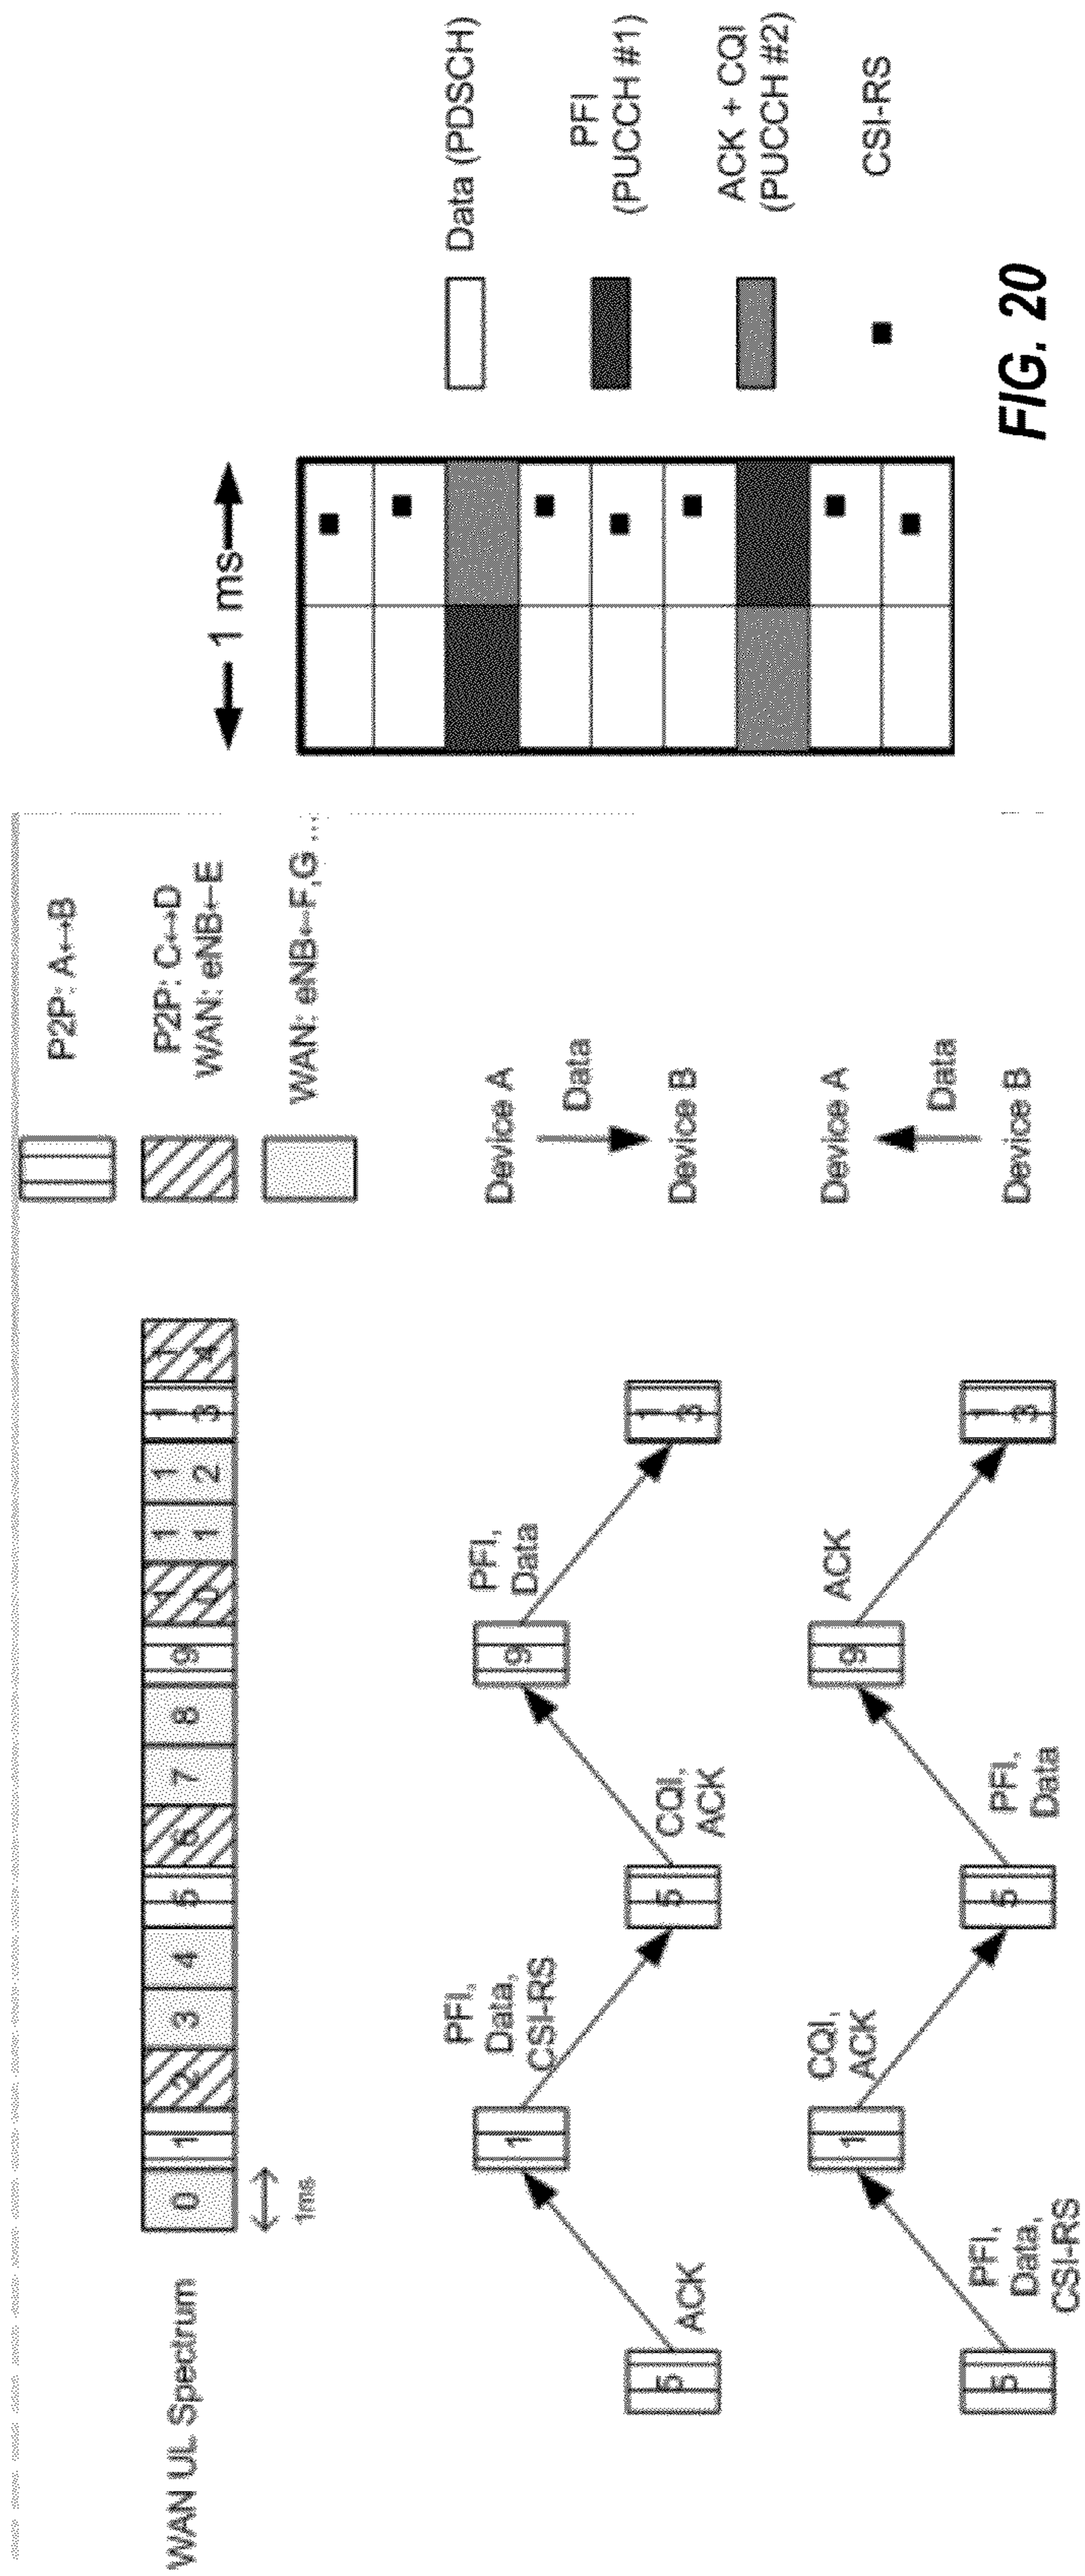 WAN UL Spectrum
0
1
2
3
4
5
6
7
8
9
1
0
1
1
1
2
1
3
1
4
1ms
P2P: A↔B
P2P: C↔D
WAN: eNB←E
WAN: eNB←F,G ...
5
ACK
1
PFI,
Data,
CSI-RS
5
CQI,
ACK
9
PFI,
Data
1
3
Device A
Data
Device B
5
PFI,
Data,
CSI-RS
1
CQI,
ACK
5
PFI,
Data
9
ACK
1
3
Device A
Data
Device B
1 ms
Data (PDSCH)
PFI
(PUCCH #1)
ACK + CQI
(PUCCH #2)
CSI-RS
FIG. 20